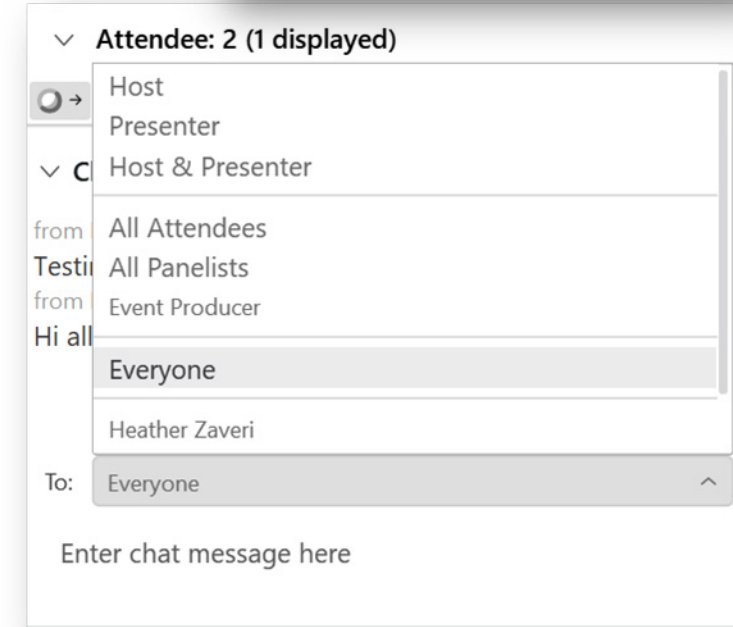 Attendee: 2 (1 displayed)
Host
Presenter
Host & Presenter
All Attendees
from
All Panelists
Event Producer
from
Hi all
Everyone
Heather Zaveri
To: Everyone
Enter chat message here